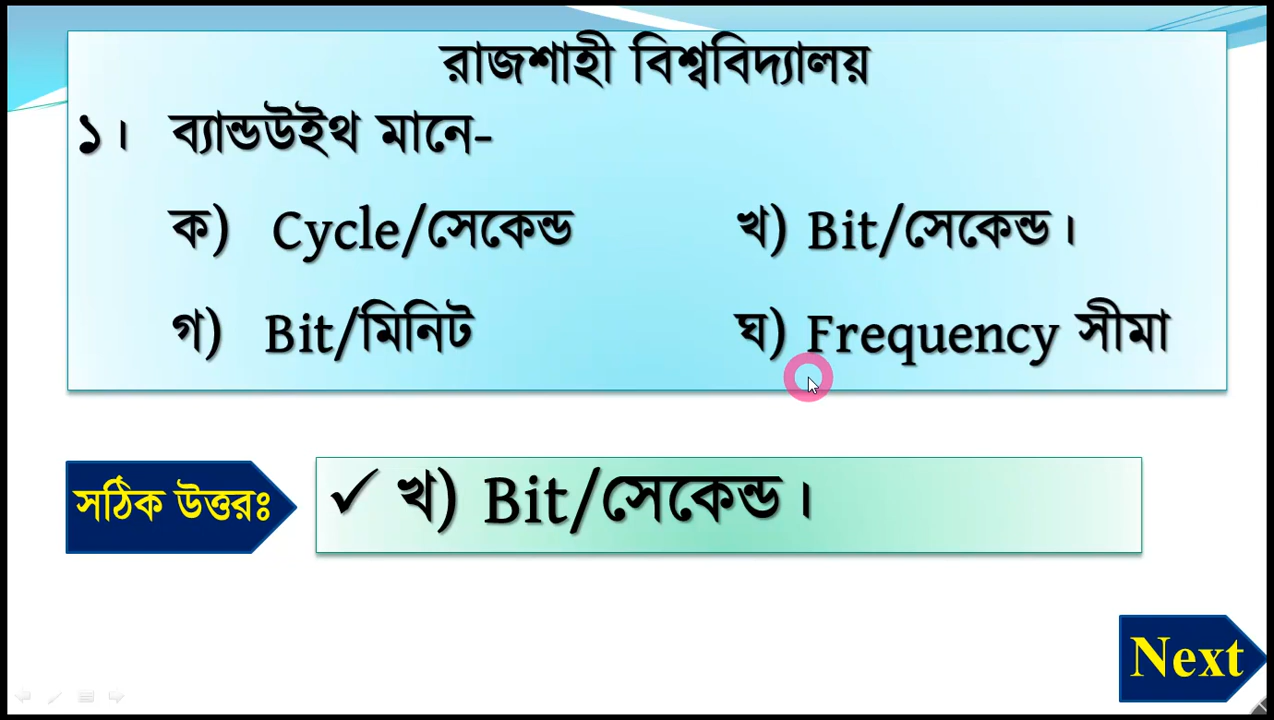 রাজশাহী বিশ্ববিদ্যালয়
১। ব্যান্ডউইথ মানে-
ক) Cycle/সেকেন্ড খ) Bit/সেকেন্ড।
গ) Bit/মিনিট ঘ) Frequency সীমা
সঠিক উত্তরঃ ✓ খ) Bit/সেকেন্ড।
Next